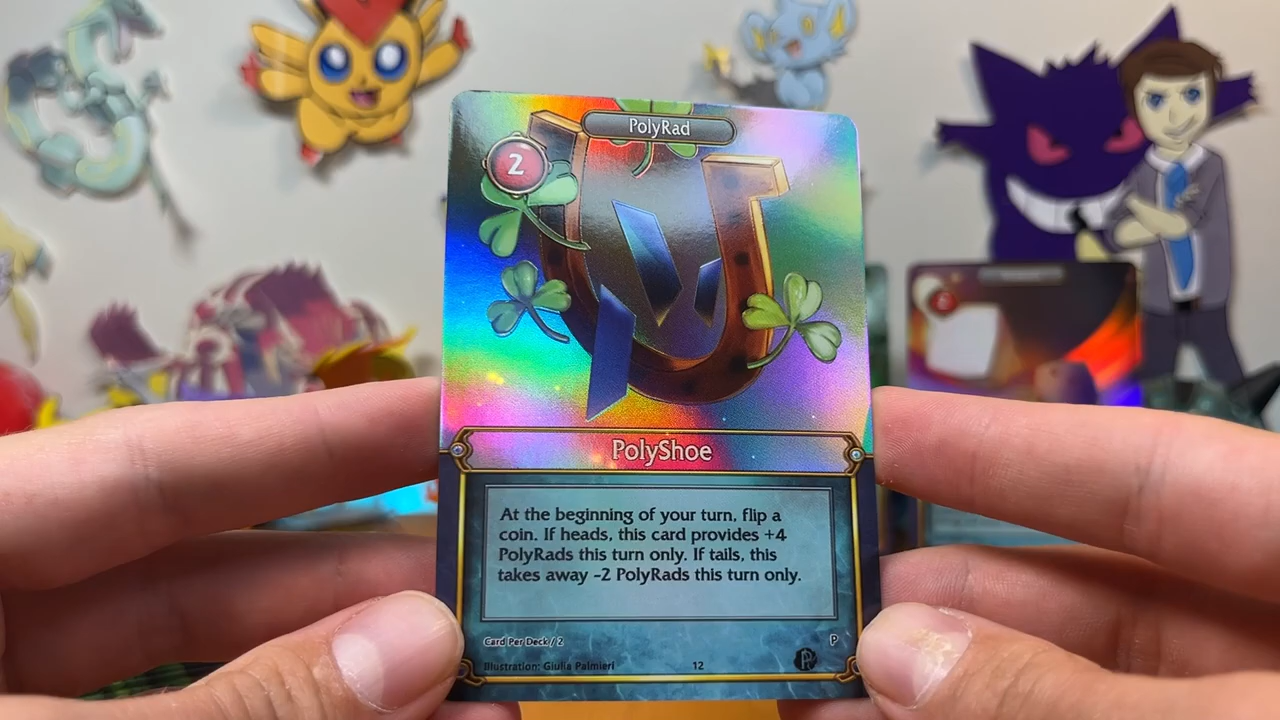 PolyRad
2
PolyShoe
At the beginning of your turn, flip a
coin. If heads, this card provides +4
PolyRads this turn only. If tails, this
takes away -2 PolyRads this turn only.
Card Per Deck / 2
P
Illustration: Giulia Palmieri
12